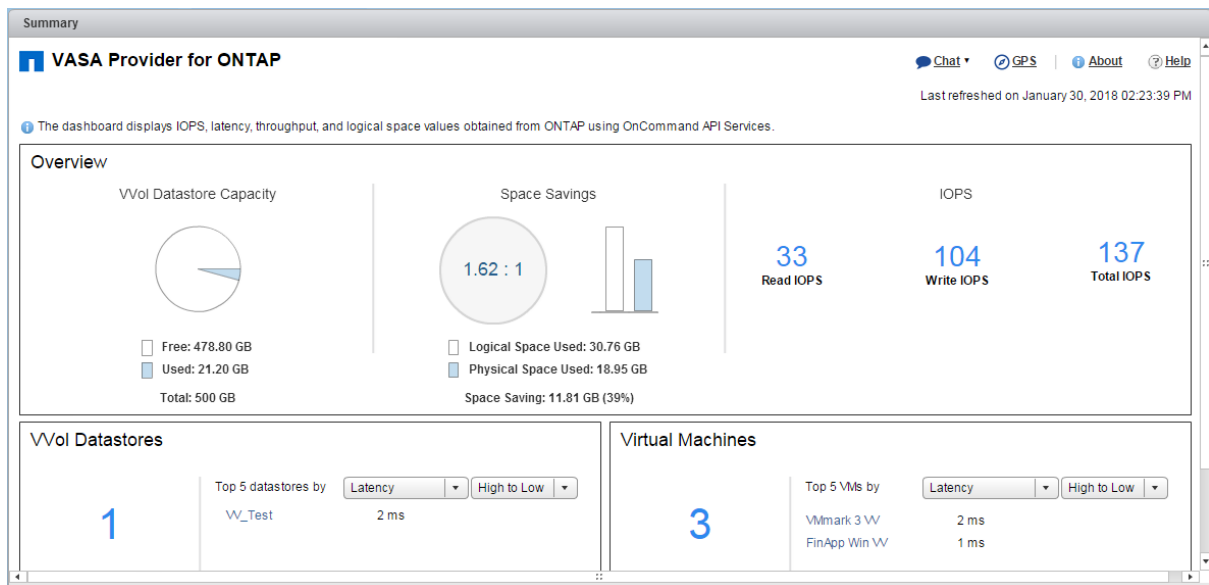 Summary
VASA Provider for ONTAP
Chat GPS About Help
Last refreshed on January 30, 2018 02:23:39 PM
The dashboard displays IOPS, latency, throughput, and logical space values obtained from ONTAP using OnCommand API Services.
Overview
VVol Datastore Capacity
Free: 478.80 GB
Used: 21.20 GB
Total: 500 GB
Space Savings
1.62 : 1
Logical Space Used: 30.76 GB
Physical Space Used: 18.95 GB
Space Saving: 11.81 GB (39%)
IOPS
33
Read IOPS
104
Write IOPS
137
Total IOPS
VVol Datastores
1
Top 5 datastores by Latency High to Low
VV_Test 2 ms
Virtual Machines
3
Top 5 VMs by Latency High to Low
VMmark 3 VV 2 ms
FinApp Win VV 1 ms